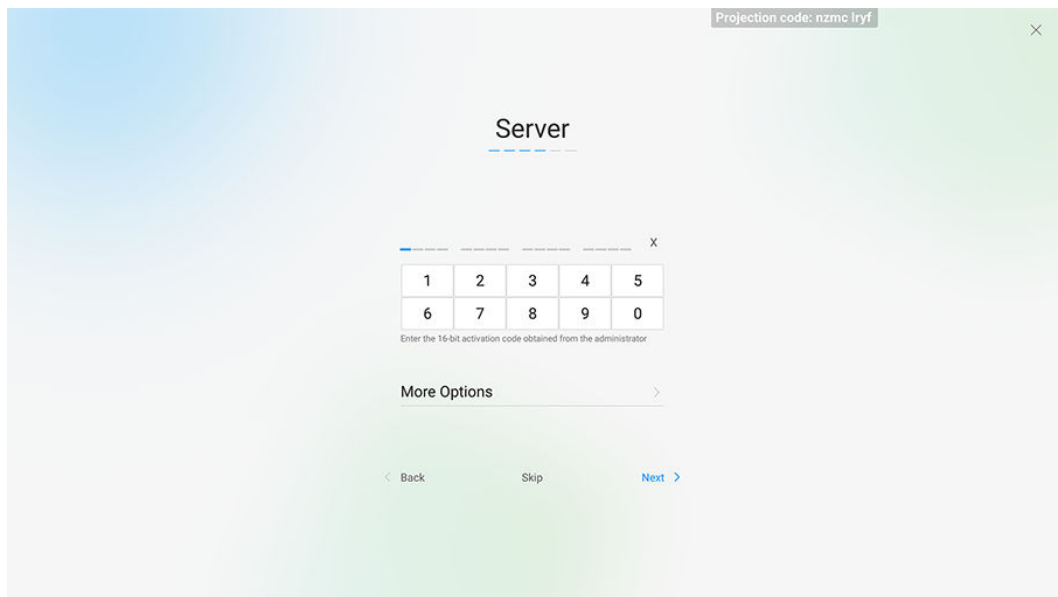 Projection code: nzmc lryf
Server
X
1 2 3 4 5
6 7 8 9 0
Enter the 16-bit activation code obtained from the administrator
More Options
Back Skip Next